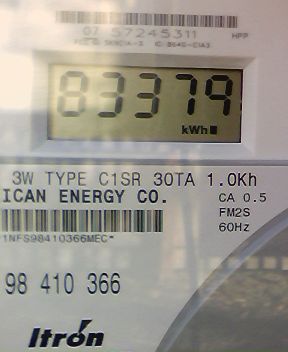 07 57245311 HPP
83379
kWh
3W TYPE C1SR 30TA 1.0Kh
ICAN ENERGY CO. CA 0.5
FM2S
1NFS98410366MEC* 60Hz
98 410 366
Itron